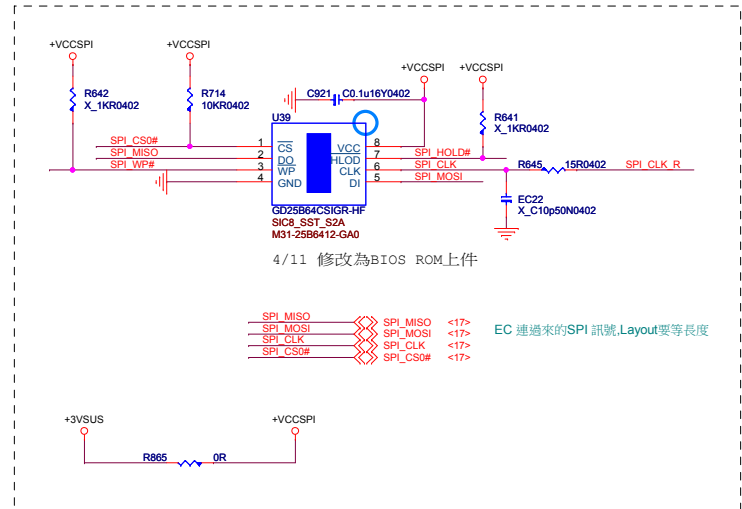 +VCCSPI +VCCSPI
+VCCSPI +VCCSPI
R642
X_1KR0402
R714
10KR0402
C921 C0.1u16Y0402
R641
X_1KR0402
U39
SPI_CS0# 1 CS VCC 8
SPI_MISO 2 DO HLOD 7 SPI_HOLD#
SPI_WP# 3 WP CLK 6 SPI_CLK R645 15R0402 SPI_CLK_R
4 GND DI 5 SPI_MOSI
EC22
X_C10p50N0402
GD25B64CSIGR-HF
SIC8_SST_S2A
M31-25B6412-GA0
4/11 修改為BIOS ROM上件
SPI_MISO SPI_MISO <17>
SPI_MOSI SPI_MOSI <17>
SPI_CLK SPI_CLK <17>
SPI_CS0# SPI_CS0# <17>
EC 連過來的SPI 訊號,Layout要等長度
+3VSUS +VCCSPI
R865 0R